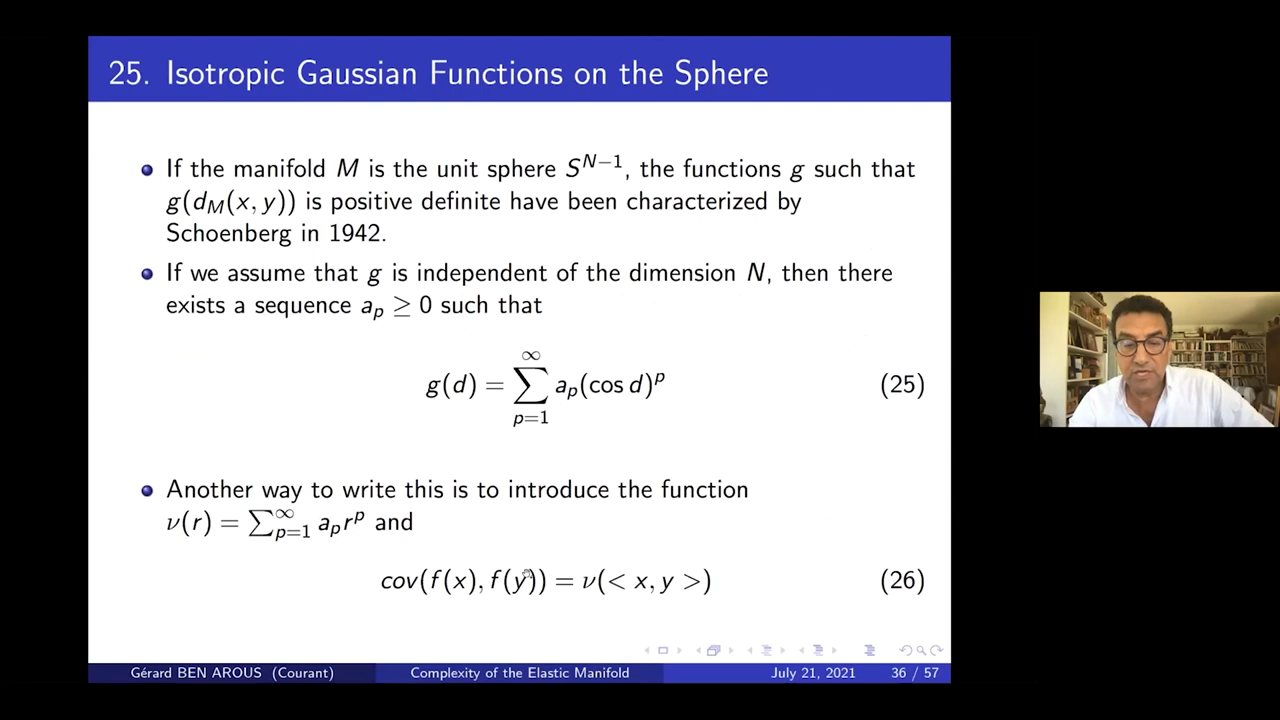 25. Isotropic Gaussian Functions on the Sphere
If the manifold M is the unit sphere S^{N−1}, the functions g such that
g(d_M(x, y)) is positive definite have been characterized by
Schoenberg in 1942.
If we assume that g is independent of the dimension N, then there
exists a sequence a_p ≥ 0 such that
g(d) = ∑_{p=1}^{∞} a_p(cos d)^p (25)
Another way to write this is to introduce the function
ν(r) = ∑_{p=1}^{∞} a_p r^p and
cov(f(x), f(y)) = ν(< x, y >) (26)
Gérard BEN AROUS (Courant) Complexity of the Elastic Manifold July 21, 2021 36 / 57